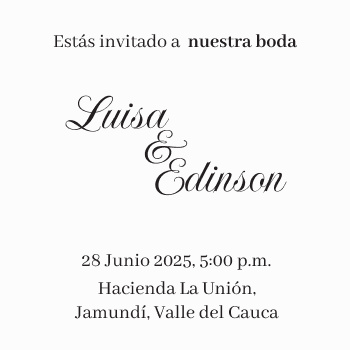 Estás invitado a nuestra boda
Luisa
&
Edinson
28 Junio 2025, 5:00 p.m.
Hacienda La Unión,
Jamundí, Valle del Cauca